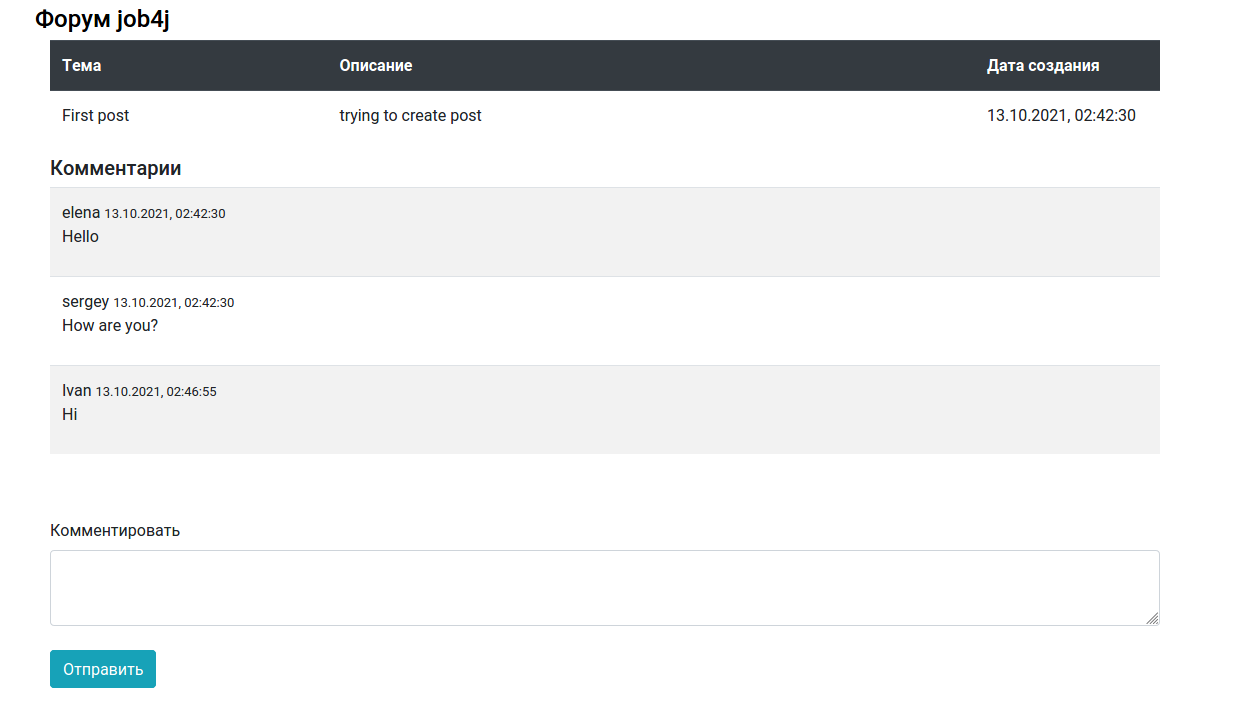 Форум job4j
Тема Описание Дата создания
First post trying to create post 13.10.2021, 02:42:30
Комментарии
elena 13.10.2021, 02:42:30
Hello
sergey 13.10.2021, 02:42:30
How are you?
Ivan 13.10.2021, 02:46:55
Hi
Комментировать
Отправить